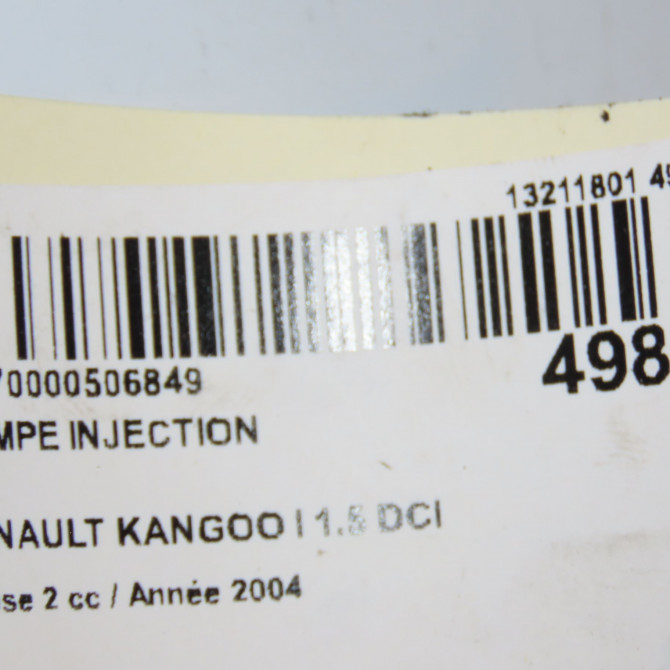 13211801 49
70000506849
498
MPE INJECTION
NAULT KANGOO I 1.5 DCI
se 2 cc / Année 2004